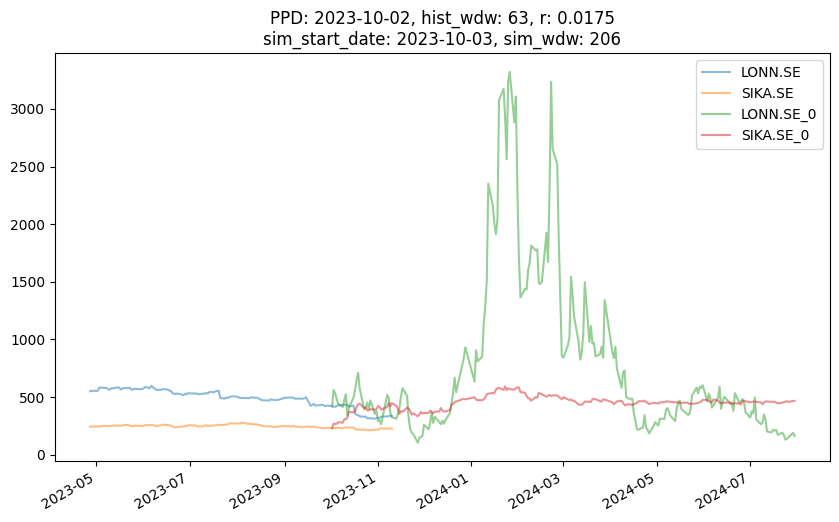 PPD: 2023-10-02, hist_wdw: 63, r: 0.0175
sim_start_date: 2023-10-03, sim_wdw: 206
LONN.SE
SIKA.SE
LONN.SE_0
SIKA.SE_0
3000
2500
2000
1500
1000
500
0
2023-05
2023-07
2023-09
2023-11
2024-01
2024-03
2024-05
2024-07